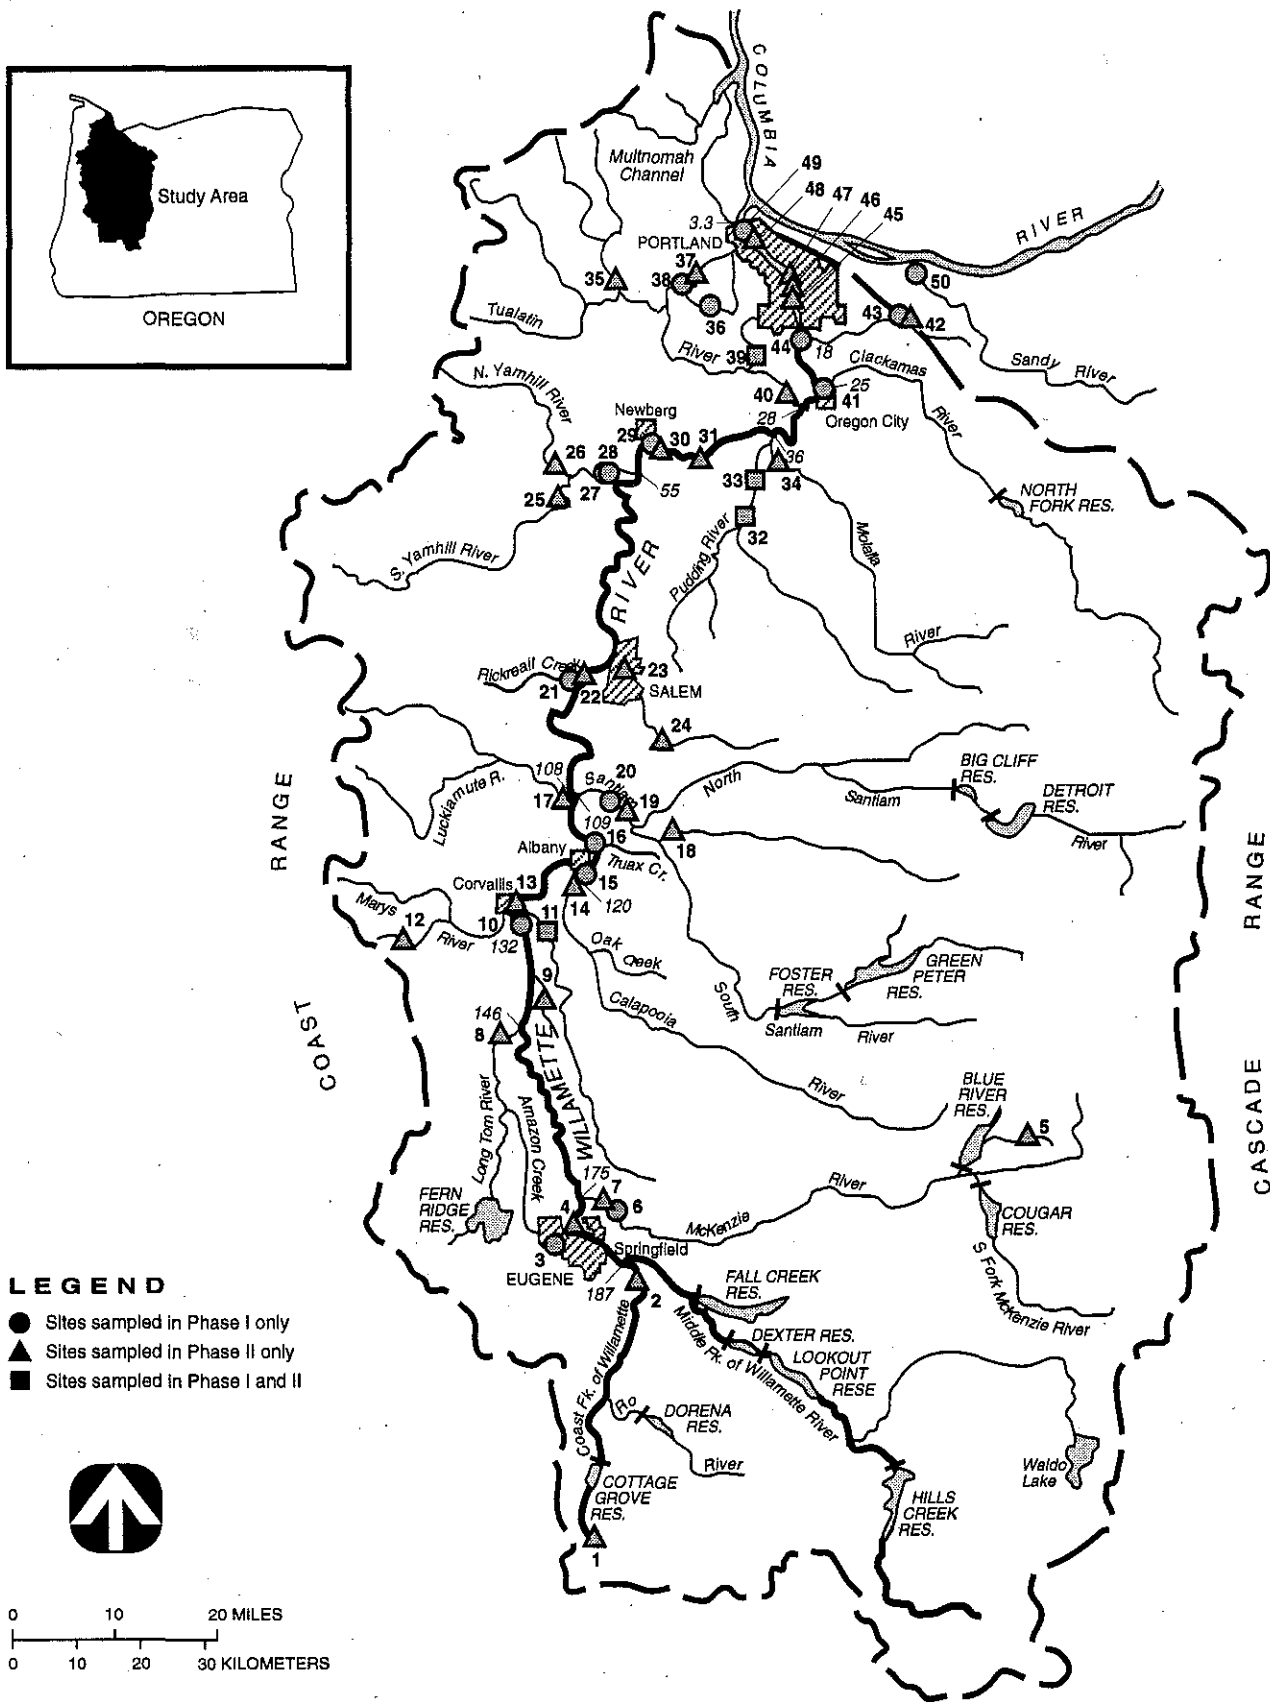 COLUMBIA
RIVER
Multnomah
Channel
49
48
47
46
45
3.3
PORTLAND
50
35
37
38
36
43
42
Tualatin
River
39
44
18
Clackamas
River
Sandy River
N. Yamhill River
40
25
41
Oregon City
28
Newberg
29
30
31
36
26
28
27
55
33
34
25
32
NORTH
FORK RES.
S. Yamhill River
RIVER
Pudding River
Molalla
River
Rickreall Creek
23
21
22
SALEM
24
Luckiamute R.
108
Santiam
20
17
19
109
North
Santiam
River
BIG CLIFF
RES.
DETROIT
RES.
18
16
Albany
Truax Cr.
15
14
120
Corvallis
13
10
11
132
Marys
River
12
Oak
Creek
9
Calapooia
River
South
Santiam
River
FOSTER
RES.
GREEN
PETER
RES.
146
8
WILLAMETTE
Long Tom River
Amazon Creek
BLUE
RIVER
RES.
5
175
7
6
4
McKenzie
River
COUGAR
RES.
S Fork McKenzie River
FERN
RIDGE
RES.
3
Springfield
EUGENE
187
2
FALL CREEK
RES.
DEXTER RES.
LOOKOUT
POINT
RESE
Middle Fk. of Willamette River
Coast Fk. of Willamette
Ro
River
DORENA
RES.
COTTAGE
GROVE
RES.
1
HILLS
CREEK
RES.
Waldo
Lake
COAST
RANGE
CASCADE
RANGE
Study Area
OREGON
LEGEND
Sites sampled in Phase I only
Sites sampled in Phase II only
Sites sampled in Phase I and II
0 10 20 MILES
0 10 20 30 KILOMETERS